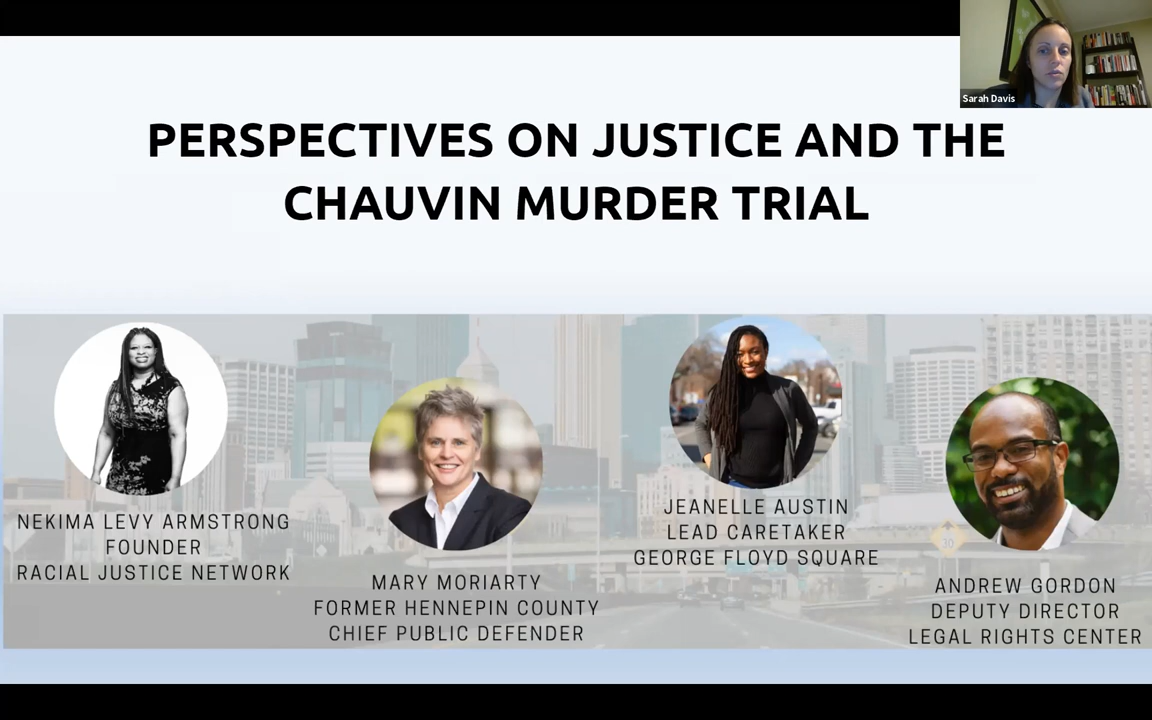 Sarah Davis
PERSPECTIVES ON JUSTICE AND THE
CHAUVIN MURDER TRIAL
NEKIMA LEVY ARMSTRONG
FOUNDER
RACIAL JUSTICE NETWORK
MARY MORIARTY
FORMER HENNEPIN COUNTY
CHIEF PUBLIC DEFENDER
JEANELLE AUSTIN
LEAD CARETAKER
GEORGE FLOYD SQUARE
30
ANDREW GORDON
DEPUTY DIRECTOR
LEGAL RIGHTS CENTER